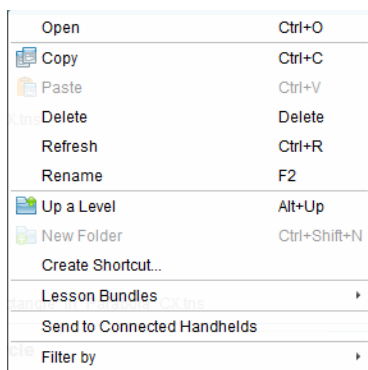 Open Ctrl+O
Copy Ctrl+C
Paste Ctrl+V
Delete Delete
Refresh Ctrl+R
Rename F2
Up a Level Alt+Up
New Folder Ctrl+Shift+N
Create Shortcut...
Lesson Bundles
Send to Connected Handhelds
Filter by